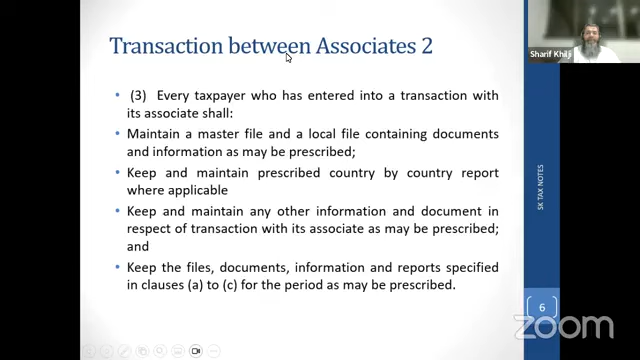 Transaction between Associates 2
Sharif Khilji
• (3) Every taxpayer who has entered into a transaction with
its associate shall:
• Maintain a master file and a local file containing documents
and information as may be prescribed;
• Keep and maintain prescribed country by country report
where applicable
• Keep and maintain any other information and document in
respect of transaction with its associate as may be prescribed;
and
• Keep the files, documents, information and reports specified
in clauses (a) to (c) for the period as may be prescribed.
SK TAX NOTES
6
zoom